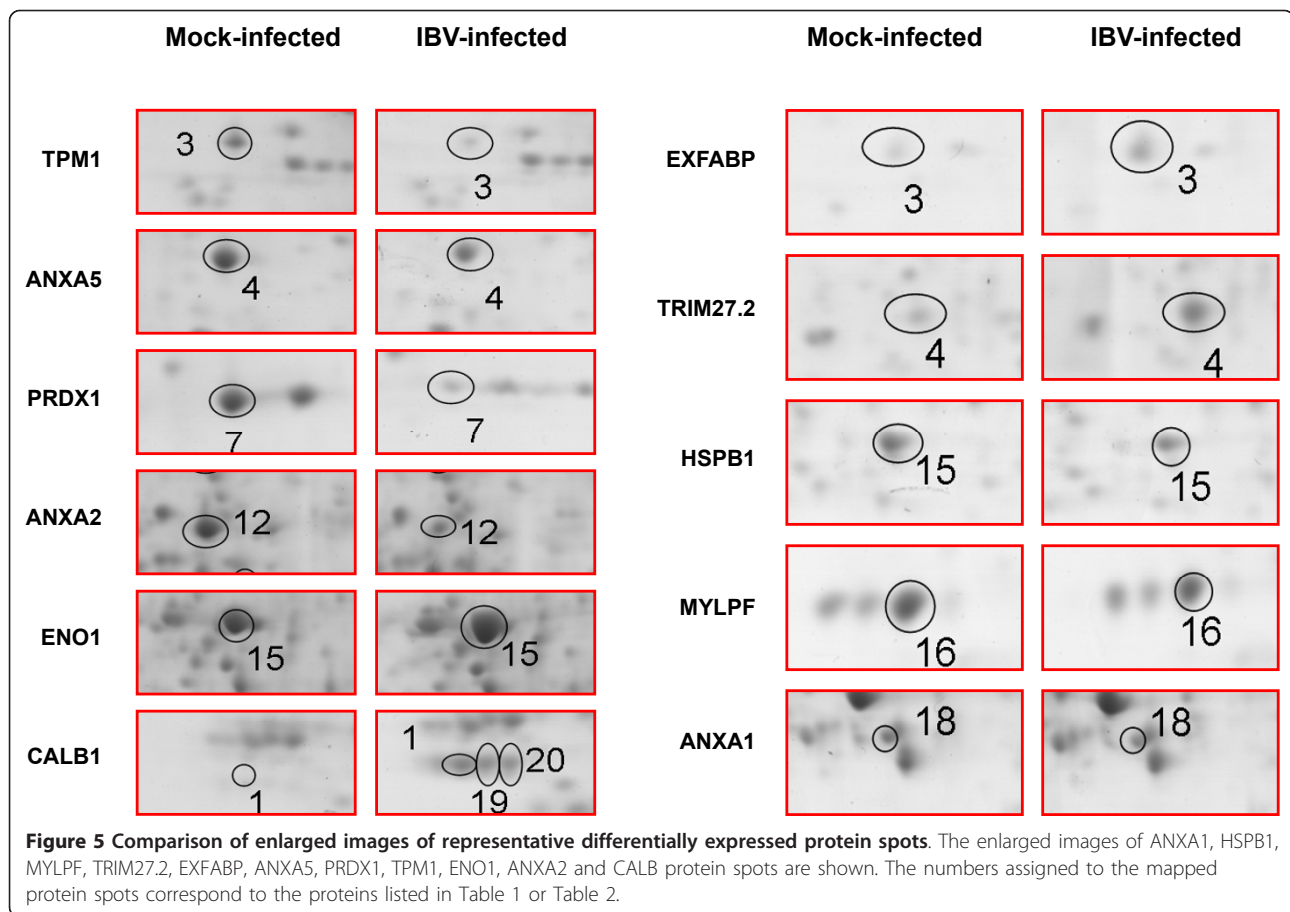 Mock-infected IBV-infected
TPM1 3 3
ANXA5 4 4
PRDX1 7 7
ANXA2 12 12
ENO1 15 15
CALB1 1 1 19 20
Mock-infected IBV-infected
EXFABP 3 3
TRIM27.2 4 4
HSPB1 15 15
MYLPF 16 16
ANXA1 18 18
Figure 5 Comparison of enlarged images of representative differentially expressed protein spots. The enlarged images of ANXA1, HSPB1,
MYLPF, TRIM27.2, EXFABP, ANXA5, PRDX1, TPM1, ENO1, ANXA2 and CALB protein spots are shown. The numbers assigned to the mapped
protein spots correspond to the proteins listed in Table 1 or Table 2.